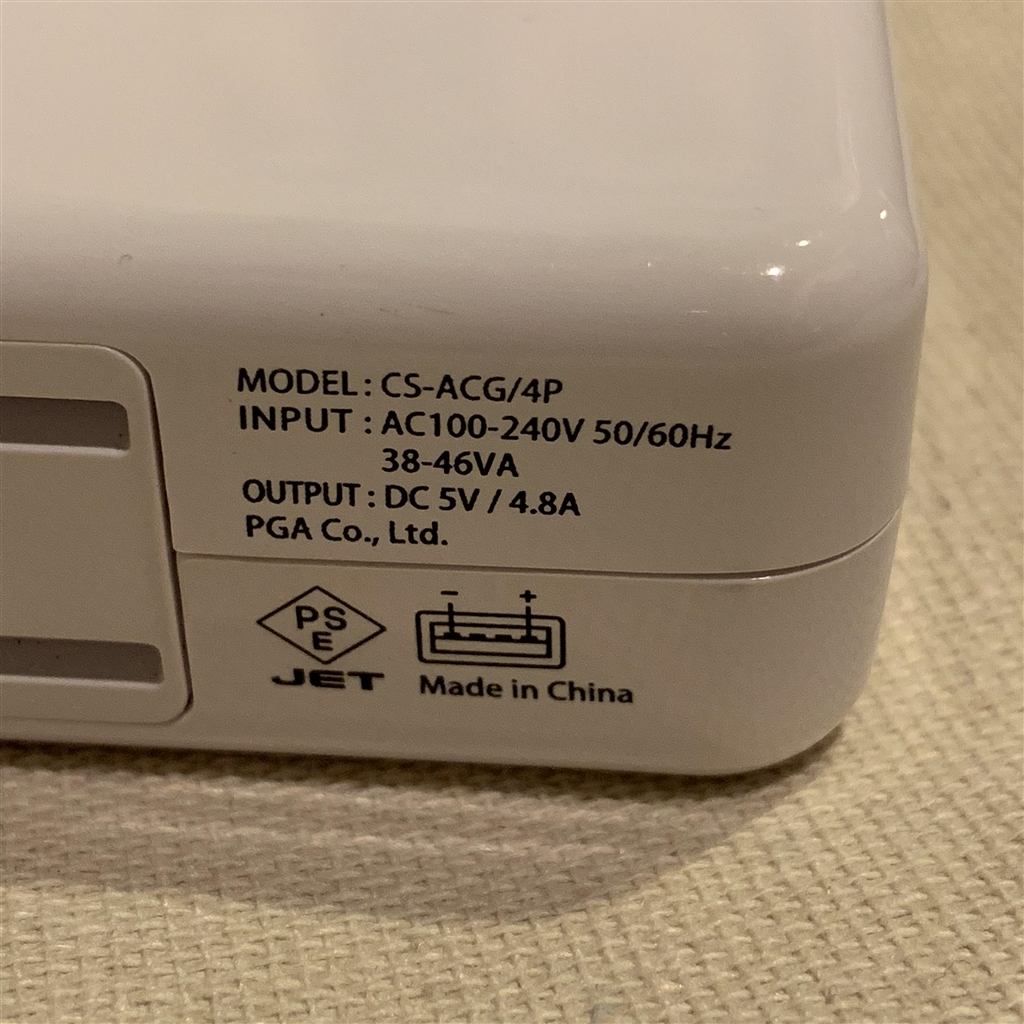 MODEL : CS-ACG/4P
INPUT : AC100-240V 50/60Hz
38-46VA
OUTPUT : DC 5V / 4.8A
PGA Co., Ltd.
PS
E
JET
- +
Made in China